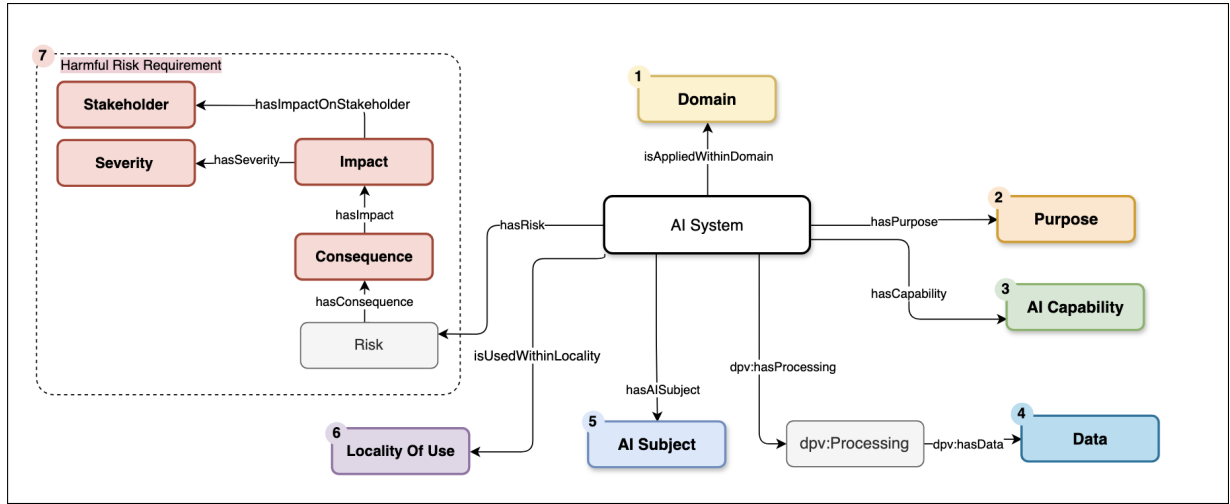 7
Harmful Risk Requirement
Stakeholder
hasImpactOnStakeholder
Severity
hasSeverity
Impact
hasImpact
Consequence
hasConsequence
Risk
hasRisk
1
Domain
isAppliedWithinDomain
AI System
hasPurpose
2
Purpose
hasCapability
3
AI Capability
isUsedWithinLocality
6
Locality Of Use
hasAISubject
5
AI Subject
dpv:hasProcessing
dpv:Processing
dpv:hasData
4
Data